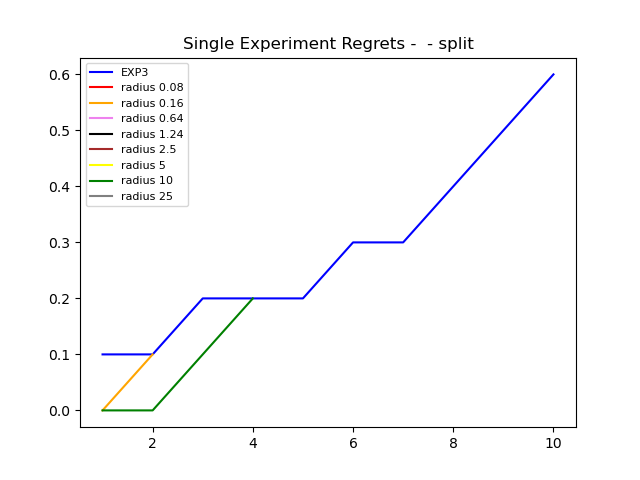 Single Experiment Regrets -  - split
EXP3
radius 0.08
radius 0.16
radius 0.64
radius 1.24
radius 2.5
radius 5
radius 10
radius 25
0.6
0.5
0.4
0.3
0.2
0.1
0.0
2 4 6 8 10